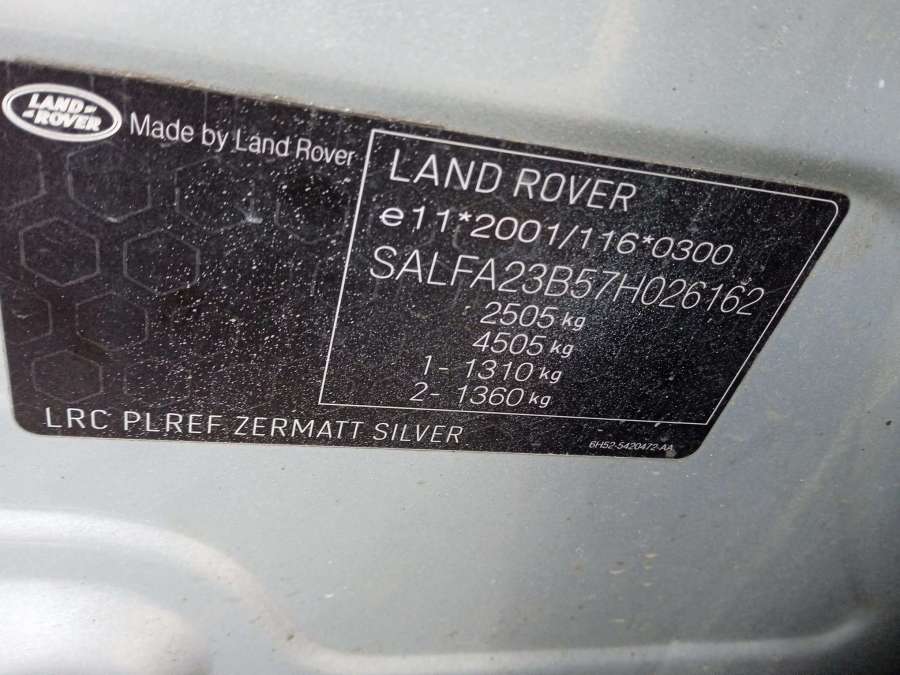 LAND-
-ROVER
Made by Land Rover
LAND ROVER
e11*2001/116*0300
SALFA23B57H026162
2505 kg
4505 kg
1- 1310 kg
2- 1360 kg
LRC PLREF ZERMATT SILVER
6H52-5420472-AA